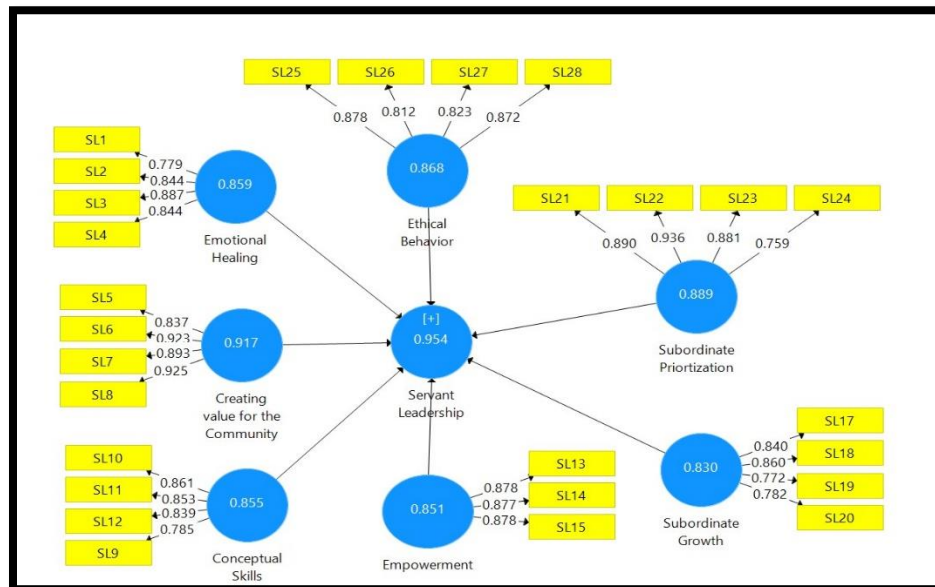 SL25 SL26 SL27 SL28
0.878 0.812 0.823 0.872
0.868
Ethical
Behavior
SL1
SL2
SL3
SL4
0.779
0.844
0.887
0.844
0.859
Emotional
Healing
SL21 SL22 SL23 SL24
0.890 0.936 0.881 0.759
0.889
Subordinate
Priortization
SL5
SL6
SL7
SL8
0.837
0.923
0.893
0.925
0.917
Creating
value for the
Community
[+]
0.954
Servant
Leadership
SL10
SL11
SL12
SL9
0.861
0.853
0.839
0.785
0.855
Conceptual
Skills
0.851
Empowerment
0.878
0.877
0.878
SL13
SL14
SL15
0.830
Subordinate
Growth
0.840
0.860
0.772
0.782
SL17
SL18
SL19
SL20